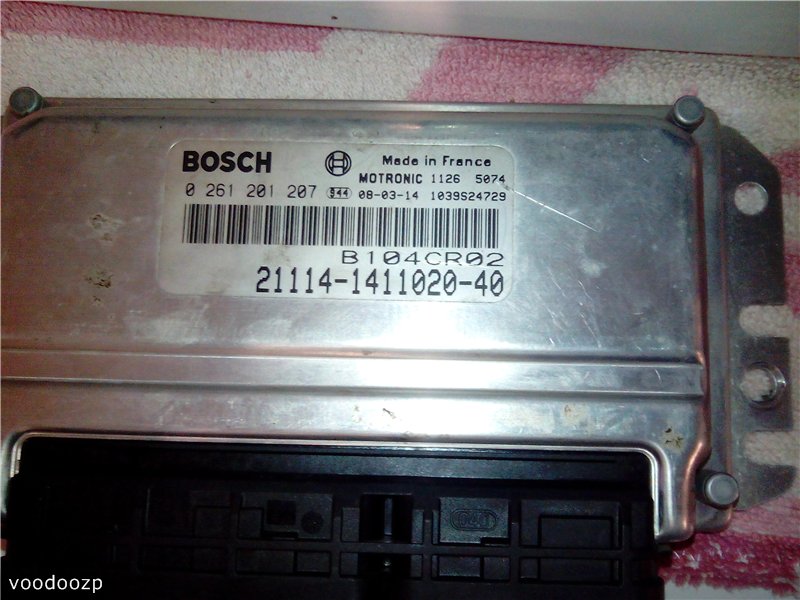 BOSCH Made in France
MOTRONIC 1126 5074
0 261 201 207 944 08-03-14 1039S24729
B104CR02
21114-1411020-40
voodoozp